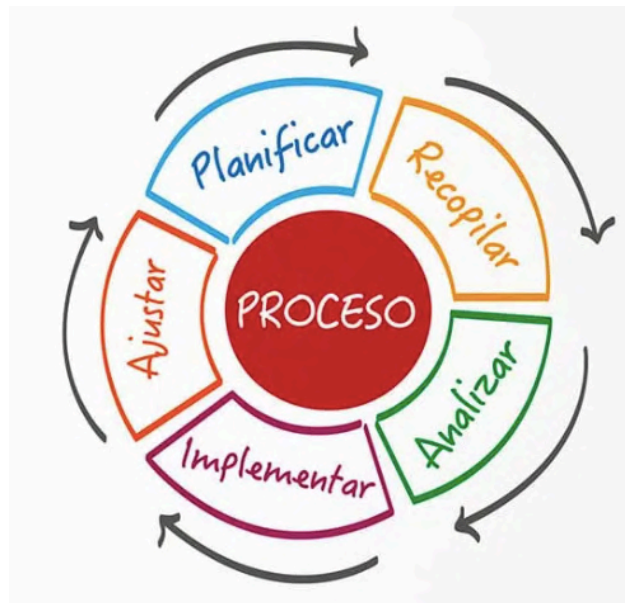 Planificar
Recopilar
PROCESO
Ajustar
Analizar
Implementar